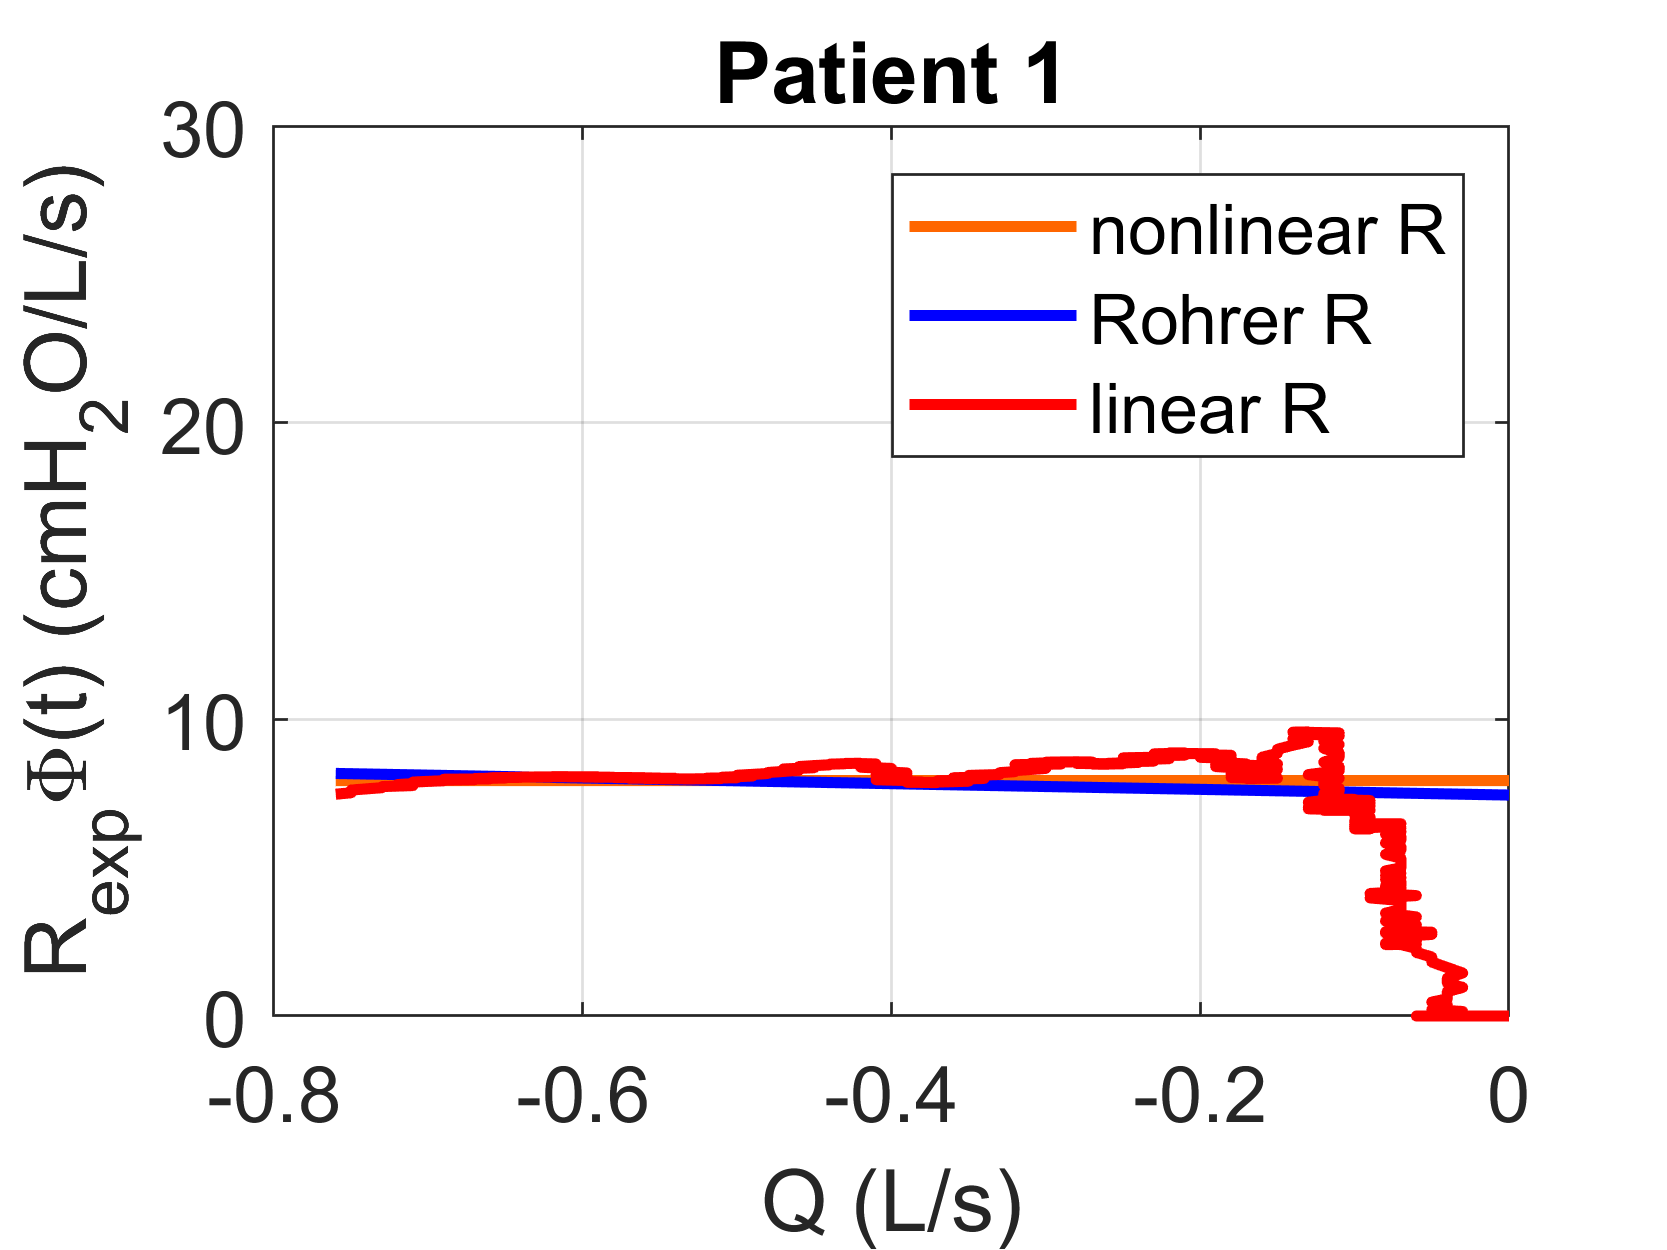 Patient 1
R_exp Φ(t) (cmH_2O/L/s)
30
20
10
0
nonlinear R
Rohrer R
linear R
-0.8 -0.6 -0.4 -0.2 0
Q (L/s)